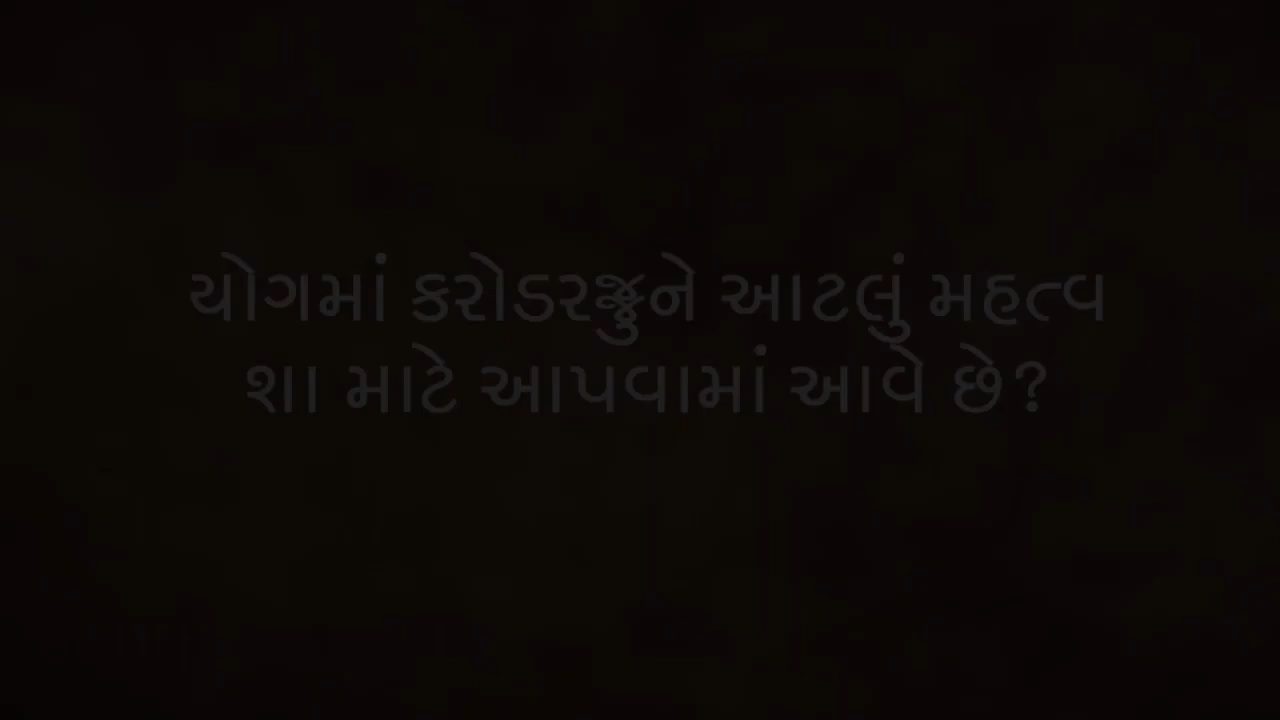 યોગમાં કરોડરજ્જુને આટલું મહત્વ
શા માટે આપવામાં આવે છે?